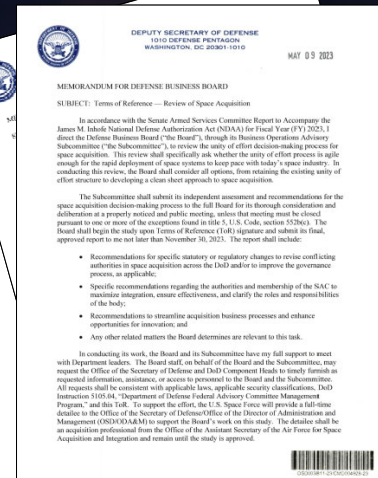 DEPUTY SECRETARY OF DEFENSE
1010 DEFENSE PENTAGON
WASHINGTON, DC 20301-1010
MAY 09 2023
MEMORANDUM FOR DEFENSE BUSINESS BOARD
SUBJECT: Terms of Reference — Review of Space Acquisition
In accordance with the Senate Armed Services Committee Report to Accompany the
James M. Inhofe National Defense Authorization Act (NDAA) for Fiscal Year (FY) 2023, I
direct the Defense Business Board ("the Board"), through its Business Operations Advisory
Subcommittee ("the Subcommittee"), to review the unity of effort decision-making process for
space acquisition. This review shall specifically ask whether the unity of effort process is agile
enough for the rapid deployment of space systems to keep pace with today's space industry. In
conducting this review, the Board shall consider all options, from retaining the existing unity of
effort structure to developing a clean sheet approach to space acquisition.
The Subcommittee shall submit its independent assessment and recommendations for the
space acquisition decision-making process to the full Board for its thorough consideration and
deliberation at a properly noticed and public meeting, unless that meeting must be closed
pursuant to one or more of the exceptions found in title 5, U.S. Code, section 552b(c). The
Board shall begin the study upon Terms of Reference (ToR) signature and submit its final,
approved report to me not later than November 30, 2023. The report shall include:
• Recommendations for specific statutory or regulatory changes to revise conflicting
authorities in space acquisition across the DoD and/or to improve the governance
process, as applicable;
• Specific recommendations regarding the authorities and membership of the SAC to
maximize integration, ensure effectiveness, and clarify the roles and responsibilities
of the body;
• Recommendations to streamline acquisition business processes and enhance
opportunities for innovation; and
• Any other related matters the Board determines are relevant to this task.
In conducting its work, the Board and its Subcommittee have my full support to meet
with Department leaders. The Board staff, on behalf of the Board and the Subcommittee, may
request the Office of the Secretary of Defense and DoD Component Heads to timely furnish any
requested information, assistance, or access to personnel to the Board and the Subcommittee.
All requests shall be consistent with applicable laws, applicable security classifications, DoD
Instruction 5105.04, "Department of Defense Federal Advisory Committee Management
Program," and this ToR. To support the effort, the U.S. Space Force will provide a full-time
detailee to the Office of the Secretary of Defense/Office of the Director of Administration and
Management (OSD/ODA&M) to support the Board's work on this study. The detailee shall be
an acquisition professional from the Office of the Assistant Secretary of the Air Force for Space
Acquisition and Integration and remain until the study is approved.